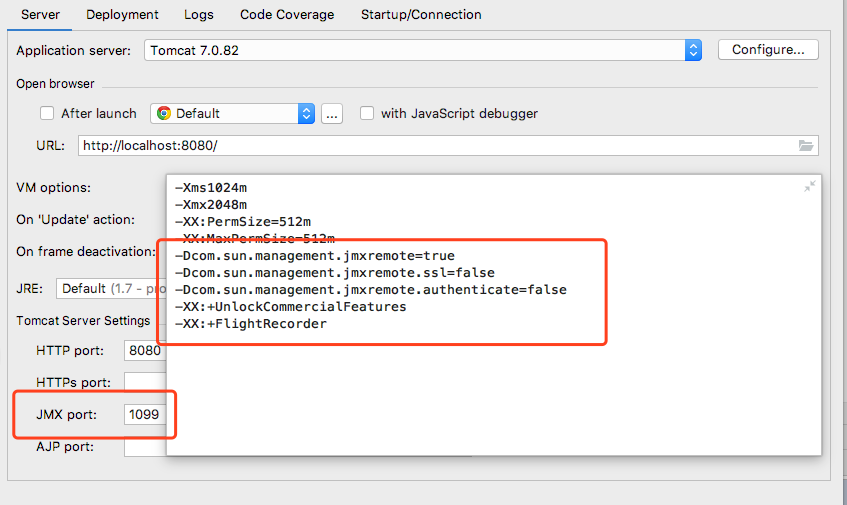 Server Deployment Logs Code Coverage Startup/Connection
Application server: Tomcat 7.0.82 Configure...
Open browser
After launch Default ... with JavaScript debugger
URL: http://localhost:8080/
VM options:
-Xms1024m
-Xmx2048m
-XX:PermSize=512m
-XX:MaxPermSize=512m
-Dcom.sun.management.jmxremote=true
-Dcom.sun.management.jmxremote.ssl=false
-Dcom.sun.management.jmxremote.authenticate=false
-XX:+UnlockCommercialFeatures
-XX:+FlightRecorder
On 'Update' action:
On frame deactivation:
JRE: Default (1.7 - pro
Tomcat Server Settings
HTTP port: 8080
HTTPs port:
JMX port: 1099
AJP port: